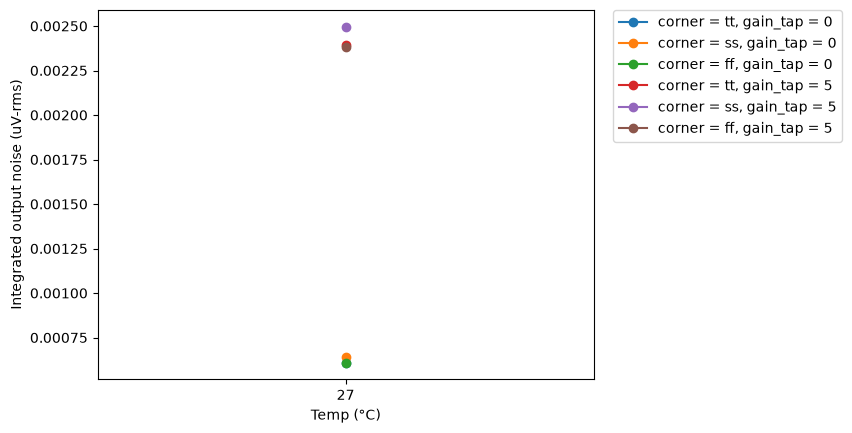 0.00250
0.00225
0.00200
0.00175
0.00150
0.00125
0.00100
0.00075
Integrated output noise (uV-rms)
27
Temp (°C)
corner = tt, gain_tap = 0
corner = ss, gain_tap = 0
corner = ff, gain_tap = 0
corner = tt, gain_tap = 5
corner = ss, gain_tap = 5
corner = ff, gain_tap = 5